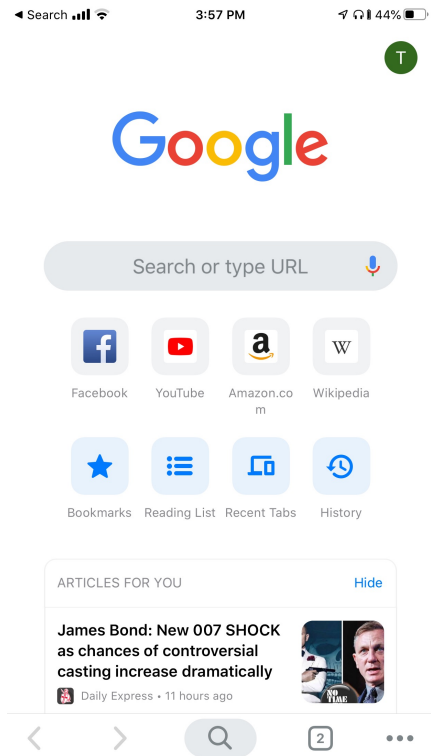 Search
3:57 PM
44%
T
Google
Search or type URL
Facebook
YouTube
Amazon.co
m
Wikipedia
Bookmarks
Reading List
Recent Tabs
History
ARTICLES FOR YOU
Hide
James Bond: New 007 SHOCK
as chances of controversial
casting increase dramatically
NO
TIME
Daily Express • 11 hours ago
2